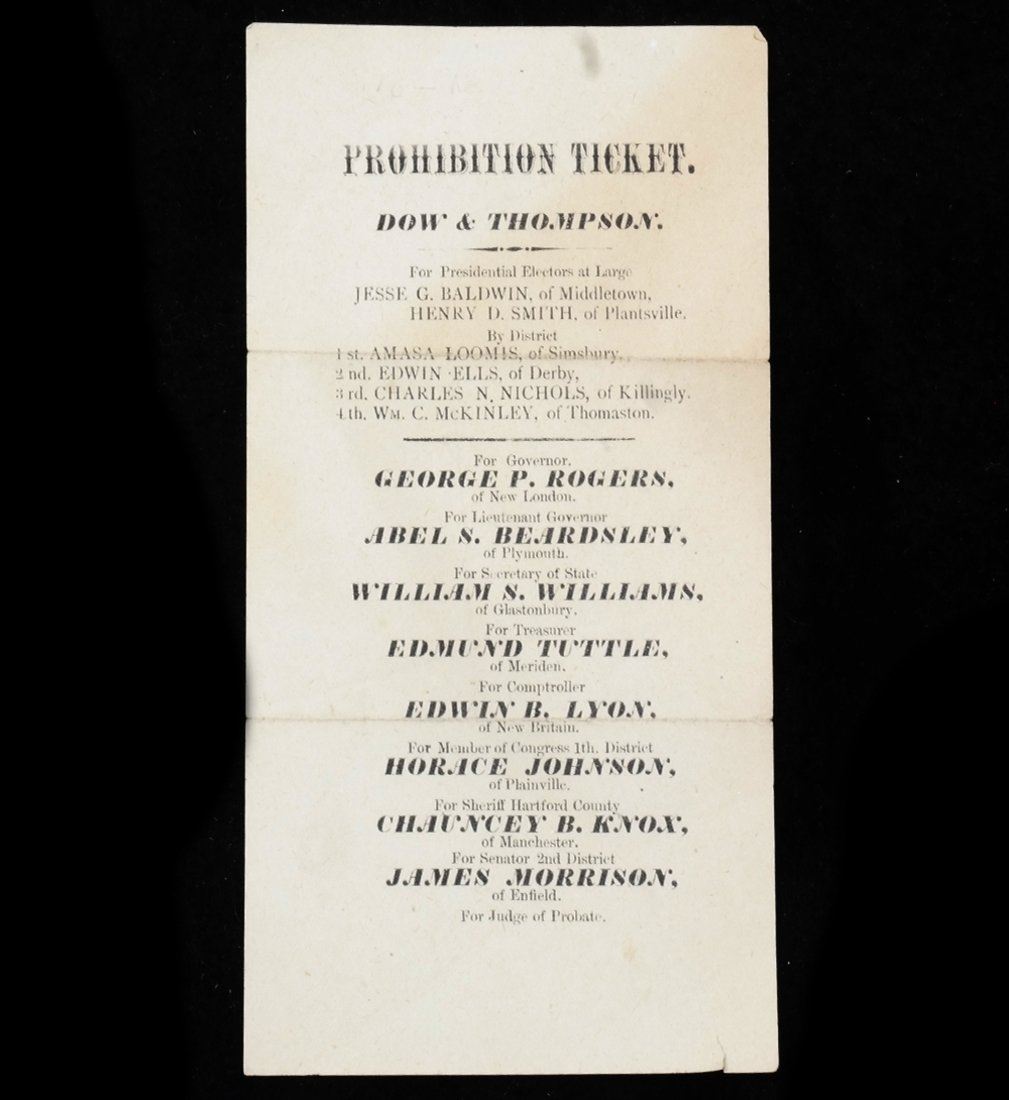 PROHIBITION TICKET.
DOW & THOMPSON.
For Presidential Electors at Large
JESSE G. BALDWIN, of Middletown,
HENRY D. SMITH, of Plantsville.
By District
1st. AMASA LOOMIS, of Simsbury,
2nd. EDWIN ELLS, of Derby,
3rd. CHARLES N. NICHOLS, of Killingly.
4th. WM. C. McKINLEY, of Thomaston.
For Governor,
GEORGE P. ROGERS,
of New London.
For Lieutenant Governor
ABEL S. BEARDSLEY,
of Plymouth.
For Secretary of State
WILLIAM S. WILLIAMS,
of Glastonbury.
For Treasurer
EDMUND TUTTLE,
of Meriden.
For Comptroller
EDWIN B. LYON,
of New Britain.
For Member of Congress 1th. District
HORACE JOHNSON,
of Plainville.
For Sheriff Hartford County
CHAUNCEY B. KNOX,
of Manchester.
For Senator 2nd District
JAMES MORRISON,
of Enfield.
For Judge of Probate.